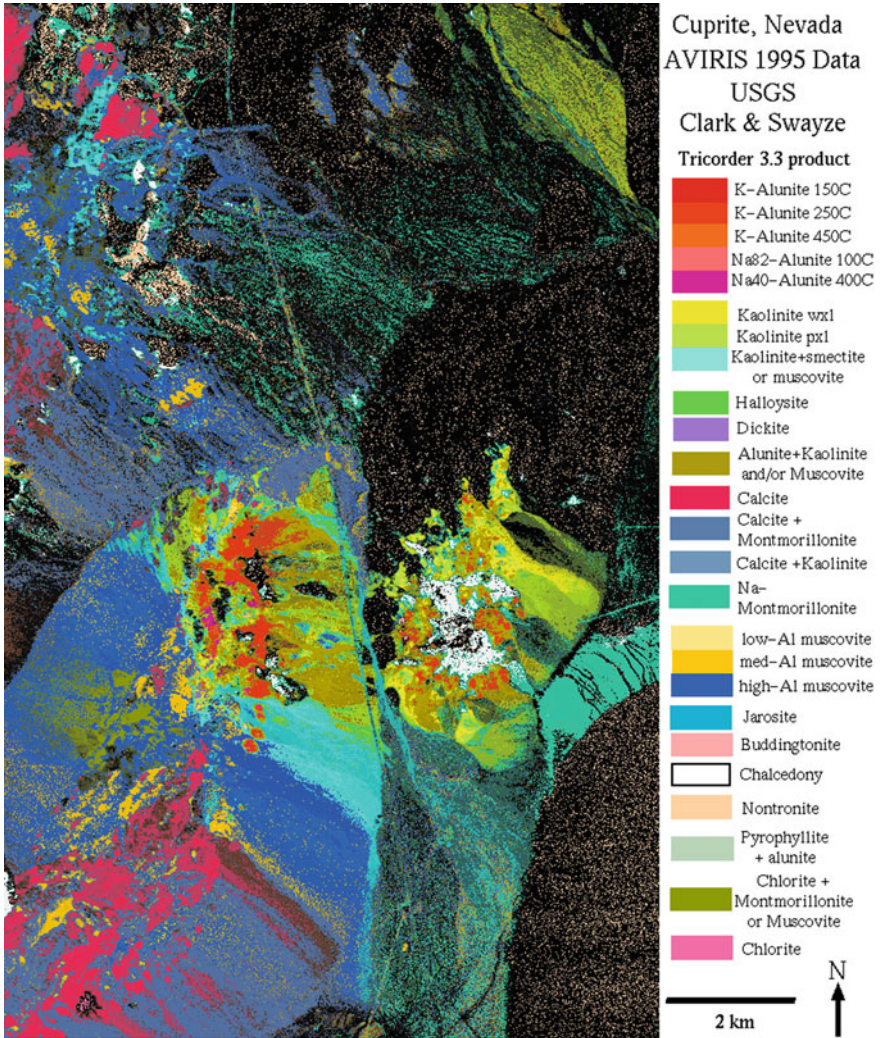 Cuprite, Nevada
AVIRIS 1995 Data
USGS
Clark & Swayze
Tricorder 3.3 product
K-Alunite 150C
K-Alunite 250C
K-Alunite 450C
Na82-Alunite 100C
Na40-Alunite 400C
Kaolinite wxl
Kaolinite pxl
Kaolinite+smectite
or muscovite
Halloysite
Dickite
Alunite+Kaolinite
and/or Muscovite
Calcite
Calcite +
Montmorillonite
Calcite +Kaolinite
Na-
Montmorillonite
low-Al muscovite
med-Al muscovite
high-Al muscovite
Jarosite
Buddingtonite
Chalcedony
Nontronite
Pyrophyllite
+ alunite
Chlorite +
Montmorillonite
or Muscovite
Chlorite
N
2 km